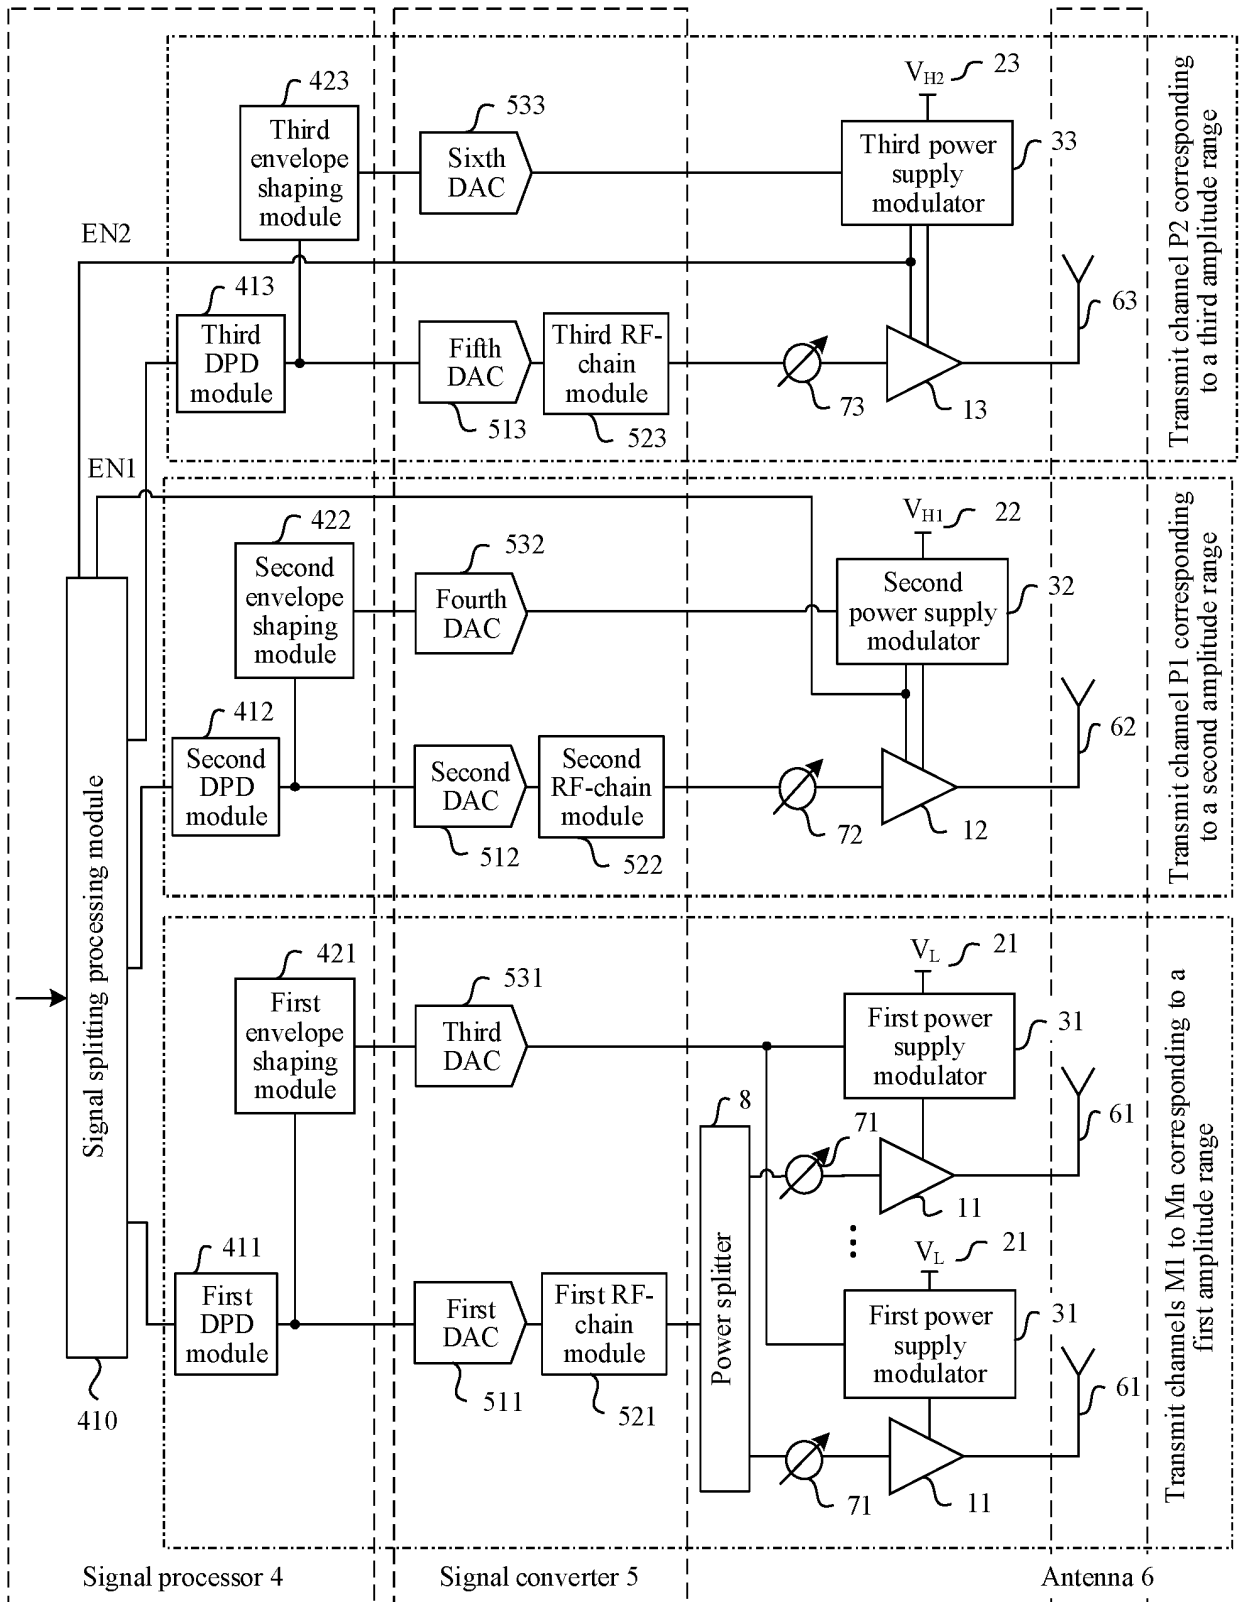 423
Third
envelope
shaping
module
533
Sixth
DAC
V_H2
23
Third power
supply
modulator
33
EN2
413
Third
DPD
module
Fifth
DAC
513
Third RF-
chain
module
523
73
13
63
Transmit channel P2 corresponding
to a third amplitude range
EN1
422
Second
envelope
shaping
module
532
Fourth
DAC
V_H1
22
Second
power supply
modulator
32
412
Second
DPD
module
Second
DAC
512
Second
RF-chain
module
522
72
12
62
Transmit channel P1 corresponding
to a second amplitude range
Signal splitting processing module
410
421
First
envelope
shaping
module
531
Third
DAC
V_L
21
First power
supply
modulator
31
8
Power splitter
71
11
61
411
First
DPD
module
First
DAC
511
First RF-
chain
module
521
V_L
21
First power
supply
modulator
31
71
11
61
Transmit channels M1 to Mn corresponding to a
first amplitude range
Signal processor 4
Signal converter 5
Antenna 6